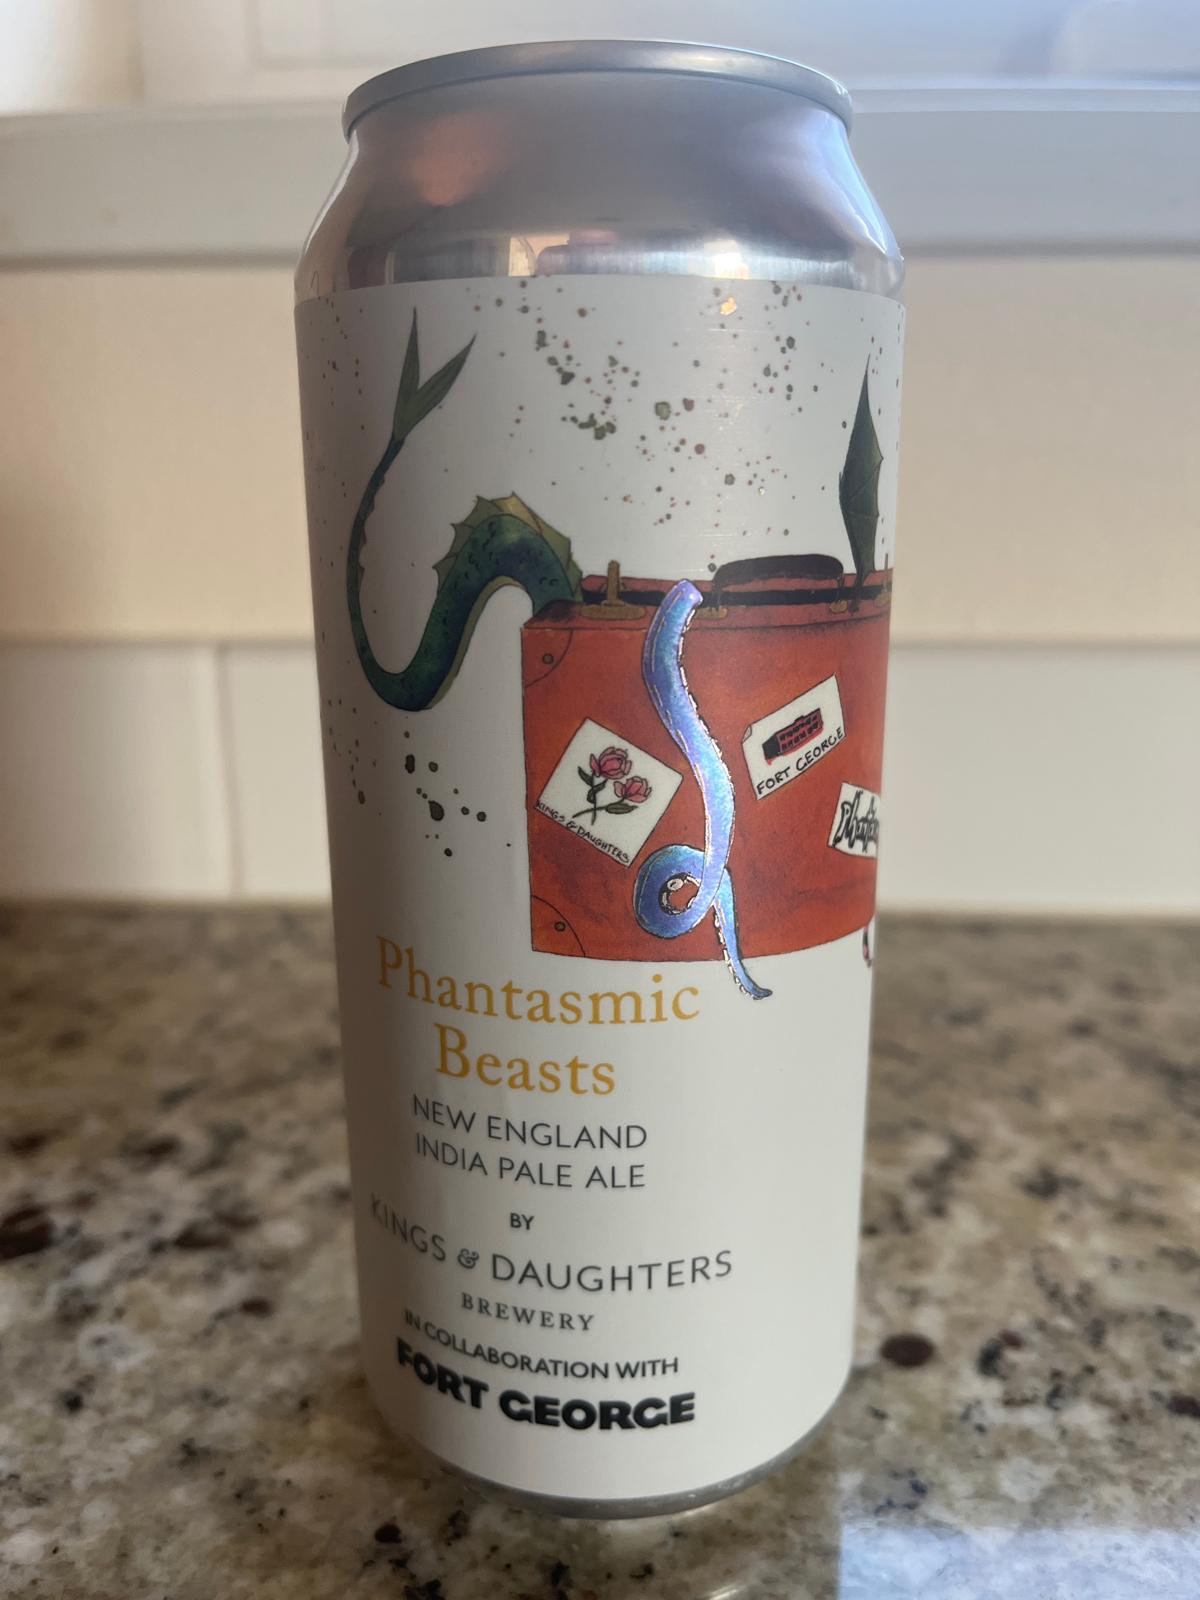 KINGS & DAUGHTERS
FORT GEORGE
Phantasmic
Beasts
NEW ENGLAND
INDIA PALE ALE
BY
KINGS & DAUGHTERS
BREWERY
IN COLLABORATION WITH
FORT GEORGE